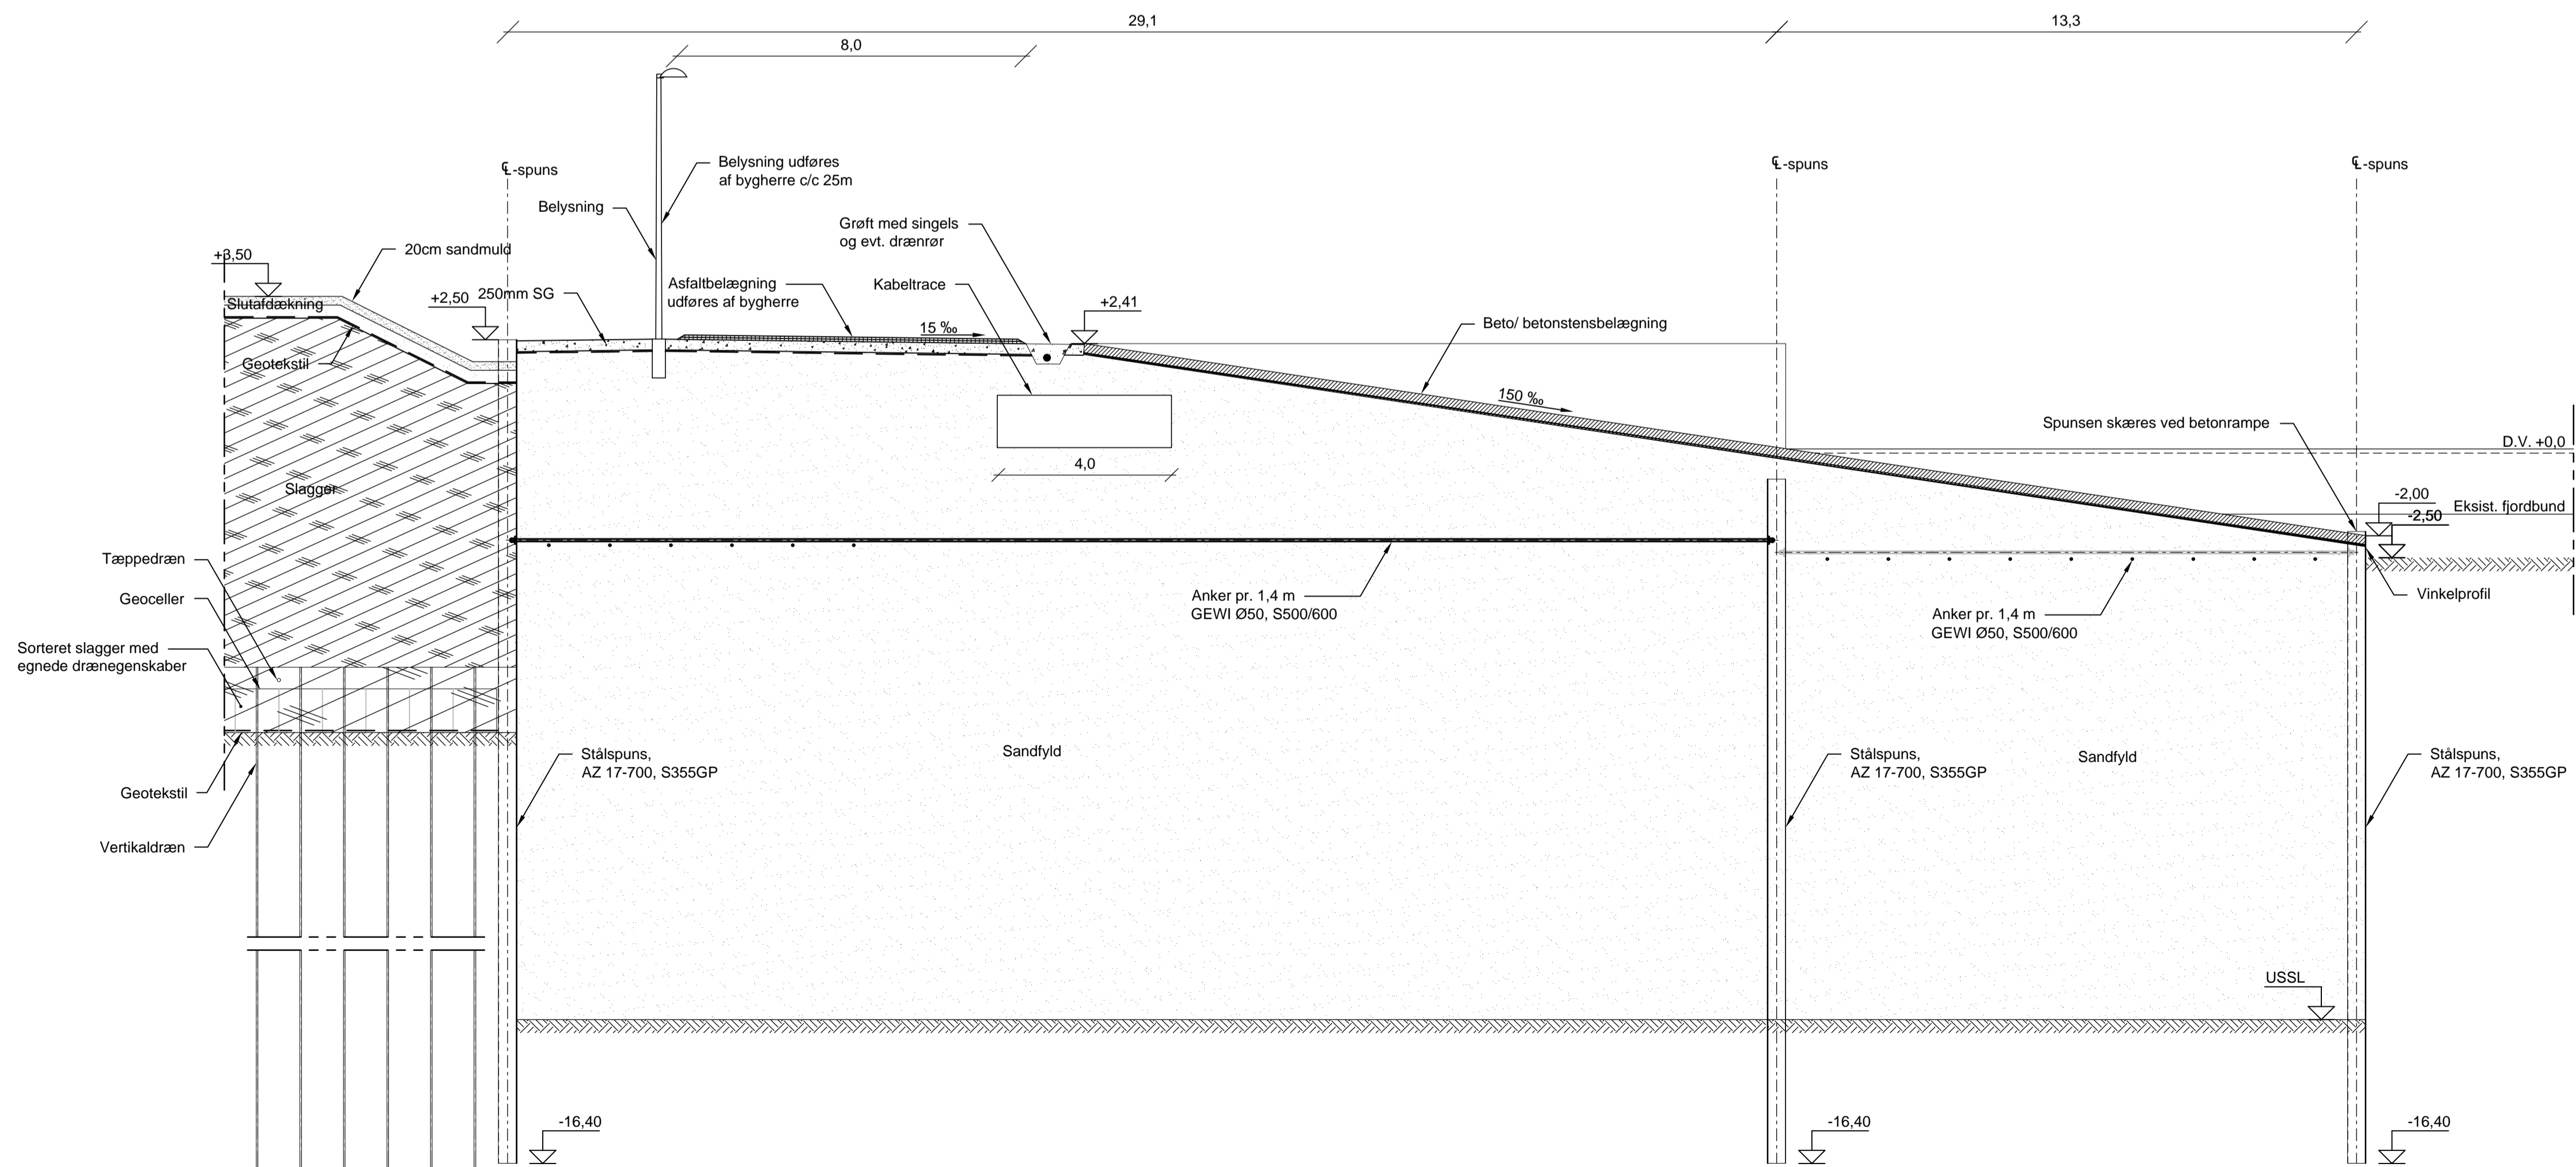 29,1
13,3
8,0
℄-spuns
℄-spuns
℄-spuns
Belysning udføres
af bygherre c/c 25m
Belysning
Grøft med singels
og evt. drænrør
20cm sandmuld
+3,50
Asfaltbelægning
udføres af bygherre
Kabeltrace
Slutafdækning
+2,50
250mm SG
+2,41
15 ‰
Beto/ betonstensbelægning
Geotekstil
150 ‰
Spunsen skæres ved betonrampe
D.V. +0,0
4,0
Slagger
-2,00
Eksist. fjordbund
-2,50
Tæppedræn
Geoceller
Anker pr. 1,4 m
GEWI Ø50, S500/600
Anker pr. 1,4 m
GEWI Ø50, S500/600
Vinkelprofil
Sorteret slagger med
egnede drænegenskaber
Stålspuns,
AZ 17-700, S355GP
Sandfyld
Stålspuns,
AZ 17-700, S355GP
Sandfyld
Stålspuns,
AZ 17-700, S355GP
Geotekstil
Vertikaldræn
USSL
-16,40
-16,40
-16,40